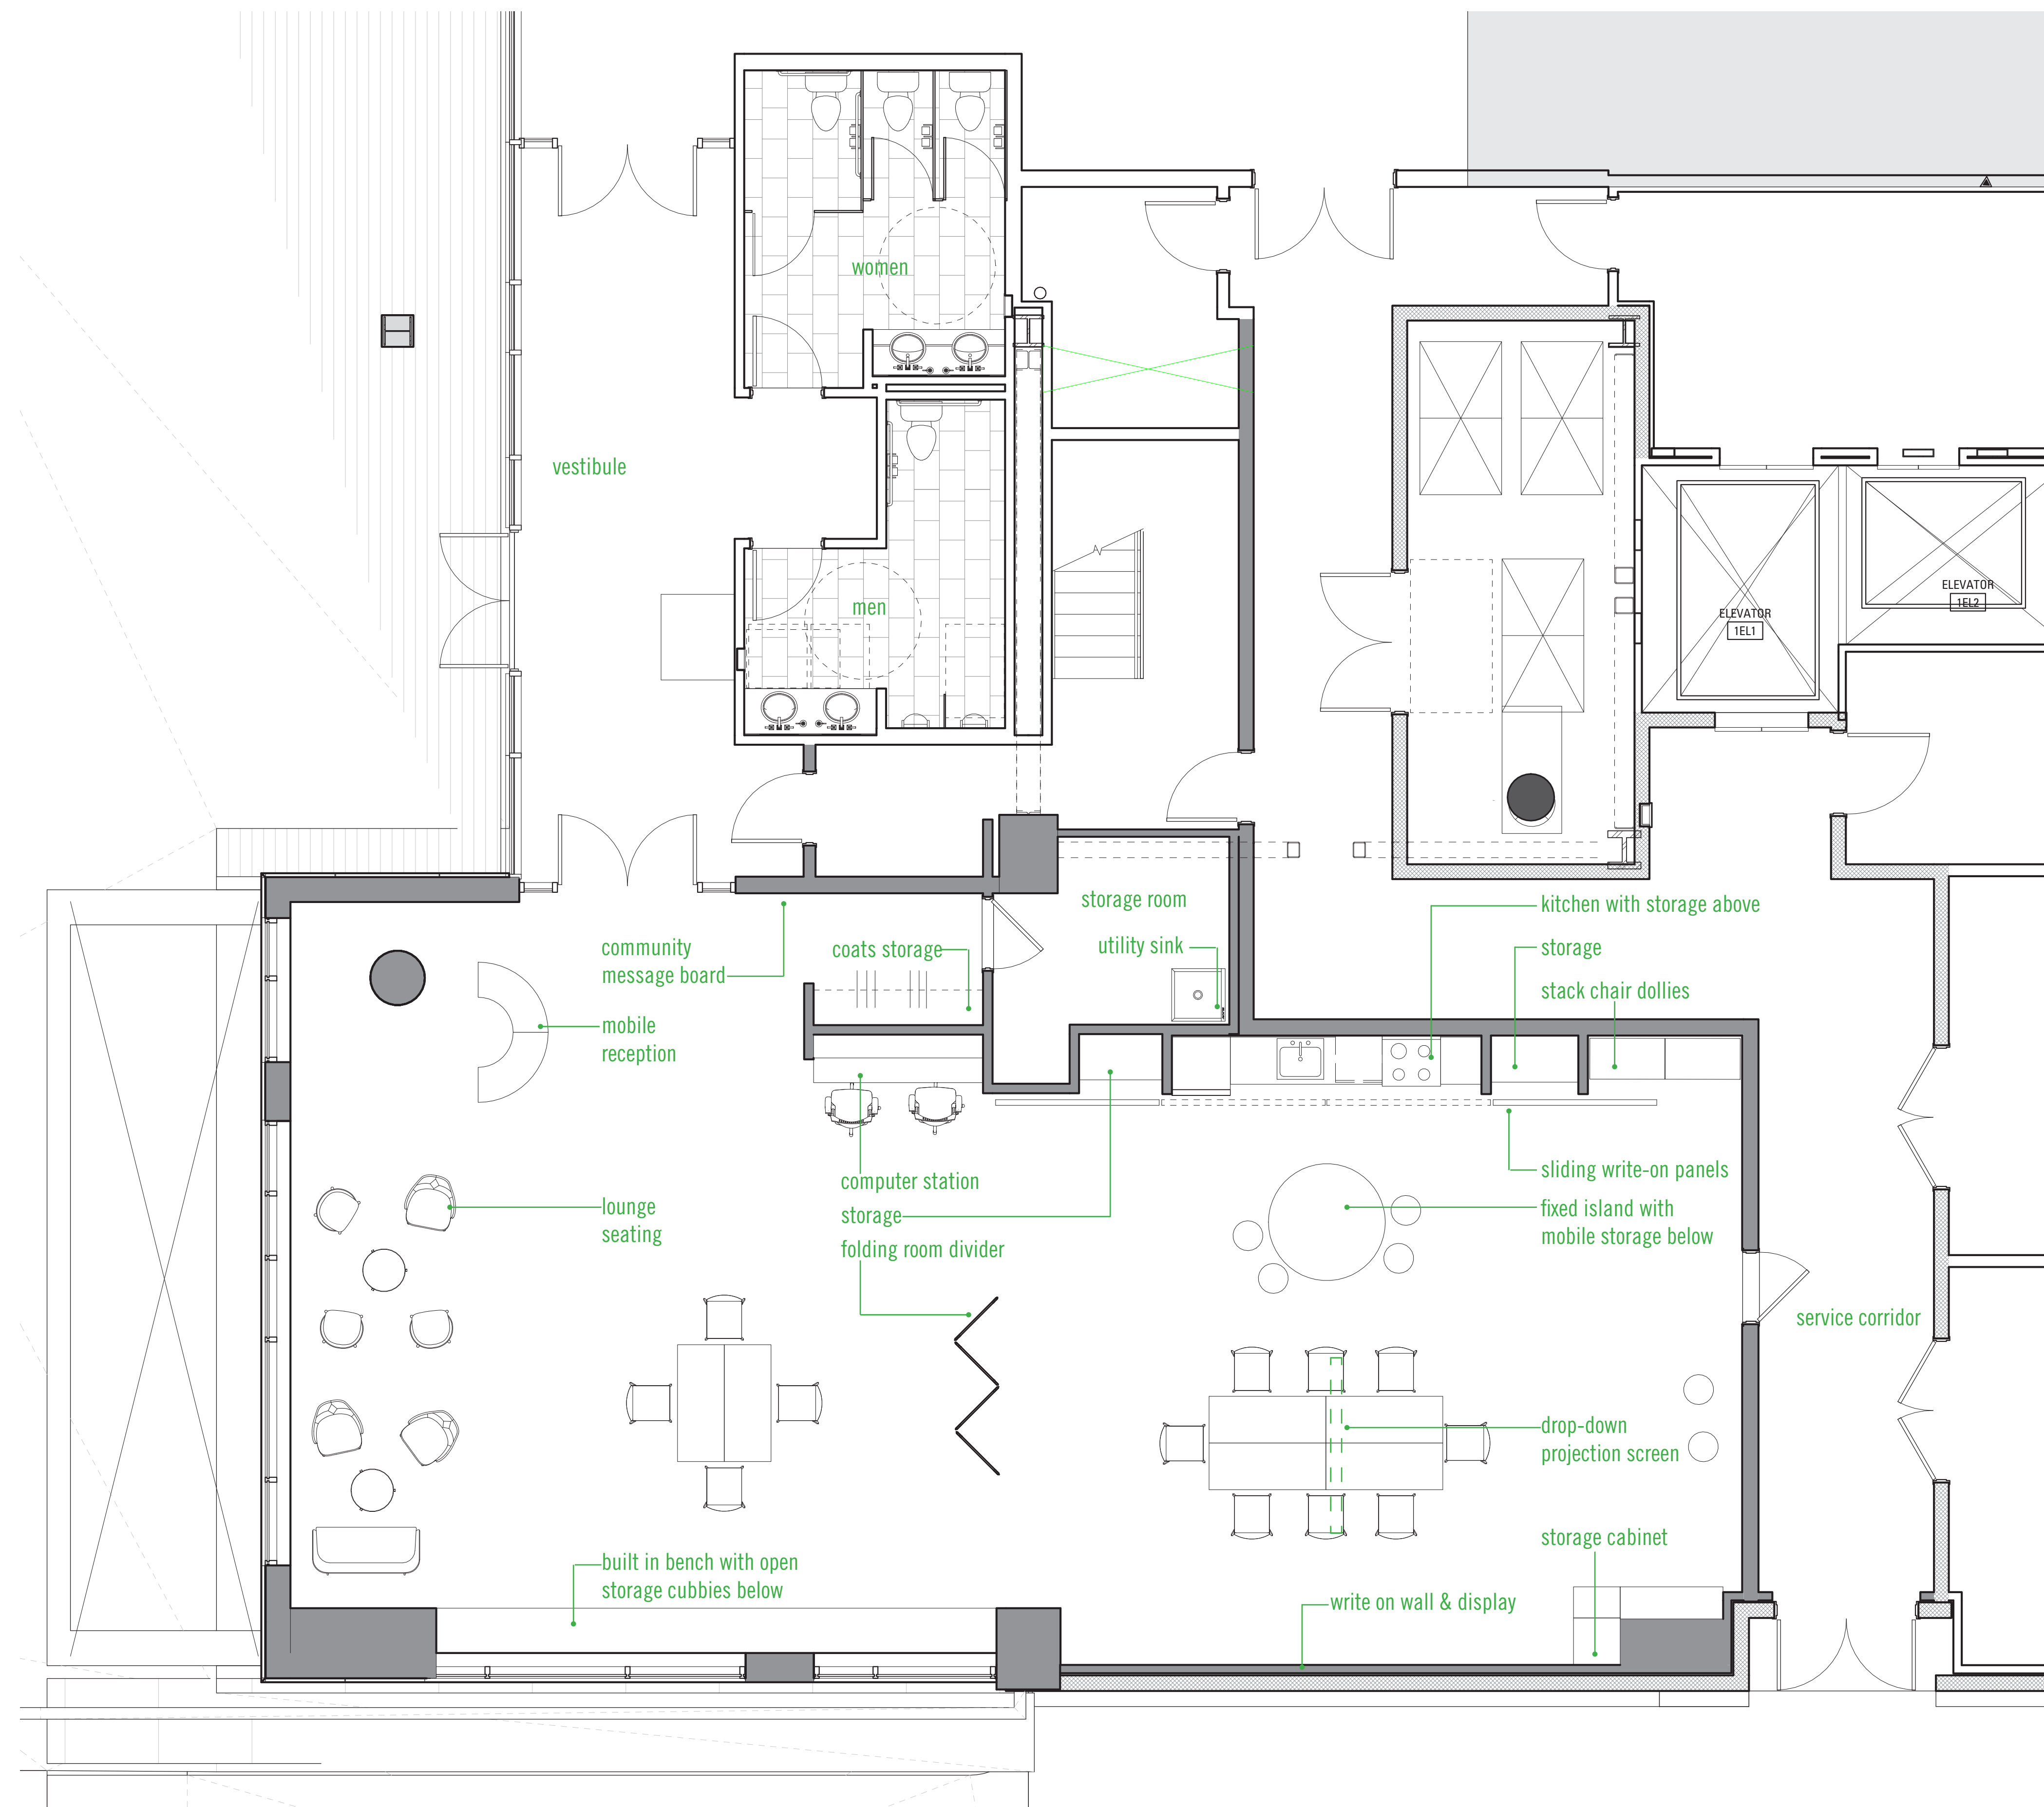 women
vestibule
men
ELEVATOR
1EL1
ELEVATOR
1EL2
storage room
utility sink
kitchen with storage above
storage
stack chair dollies
community
message board
coats storage
mobile
reception
computer station
storage
folding room divider
lounge
seating
sliding write-on panels
fixed island with
mobile storage below
service corridor
drop-down
projection screen
storage cabinet
built in bench with open
storage cubbies below
write on wall & display